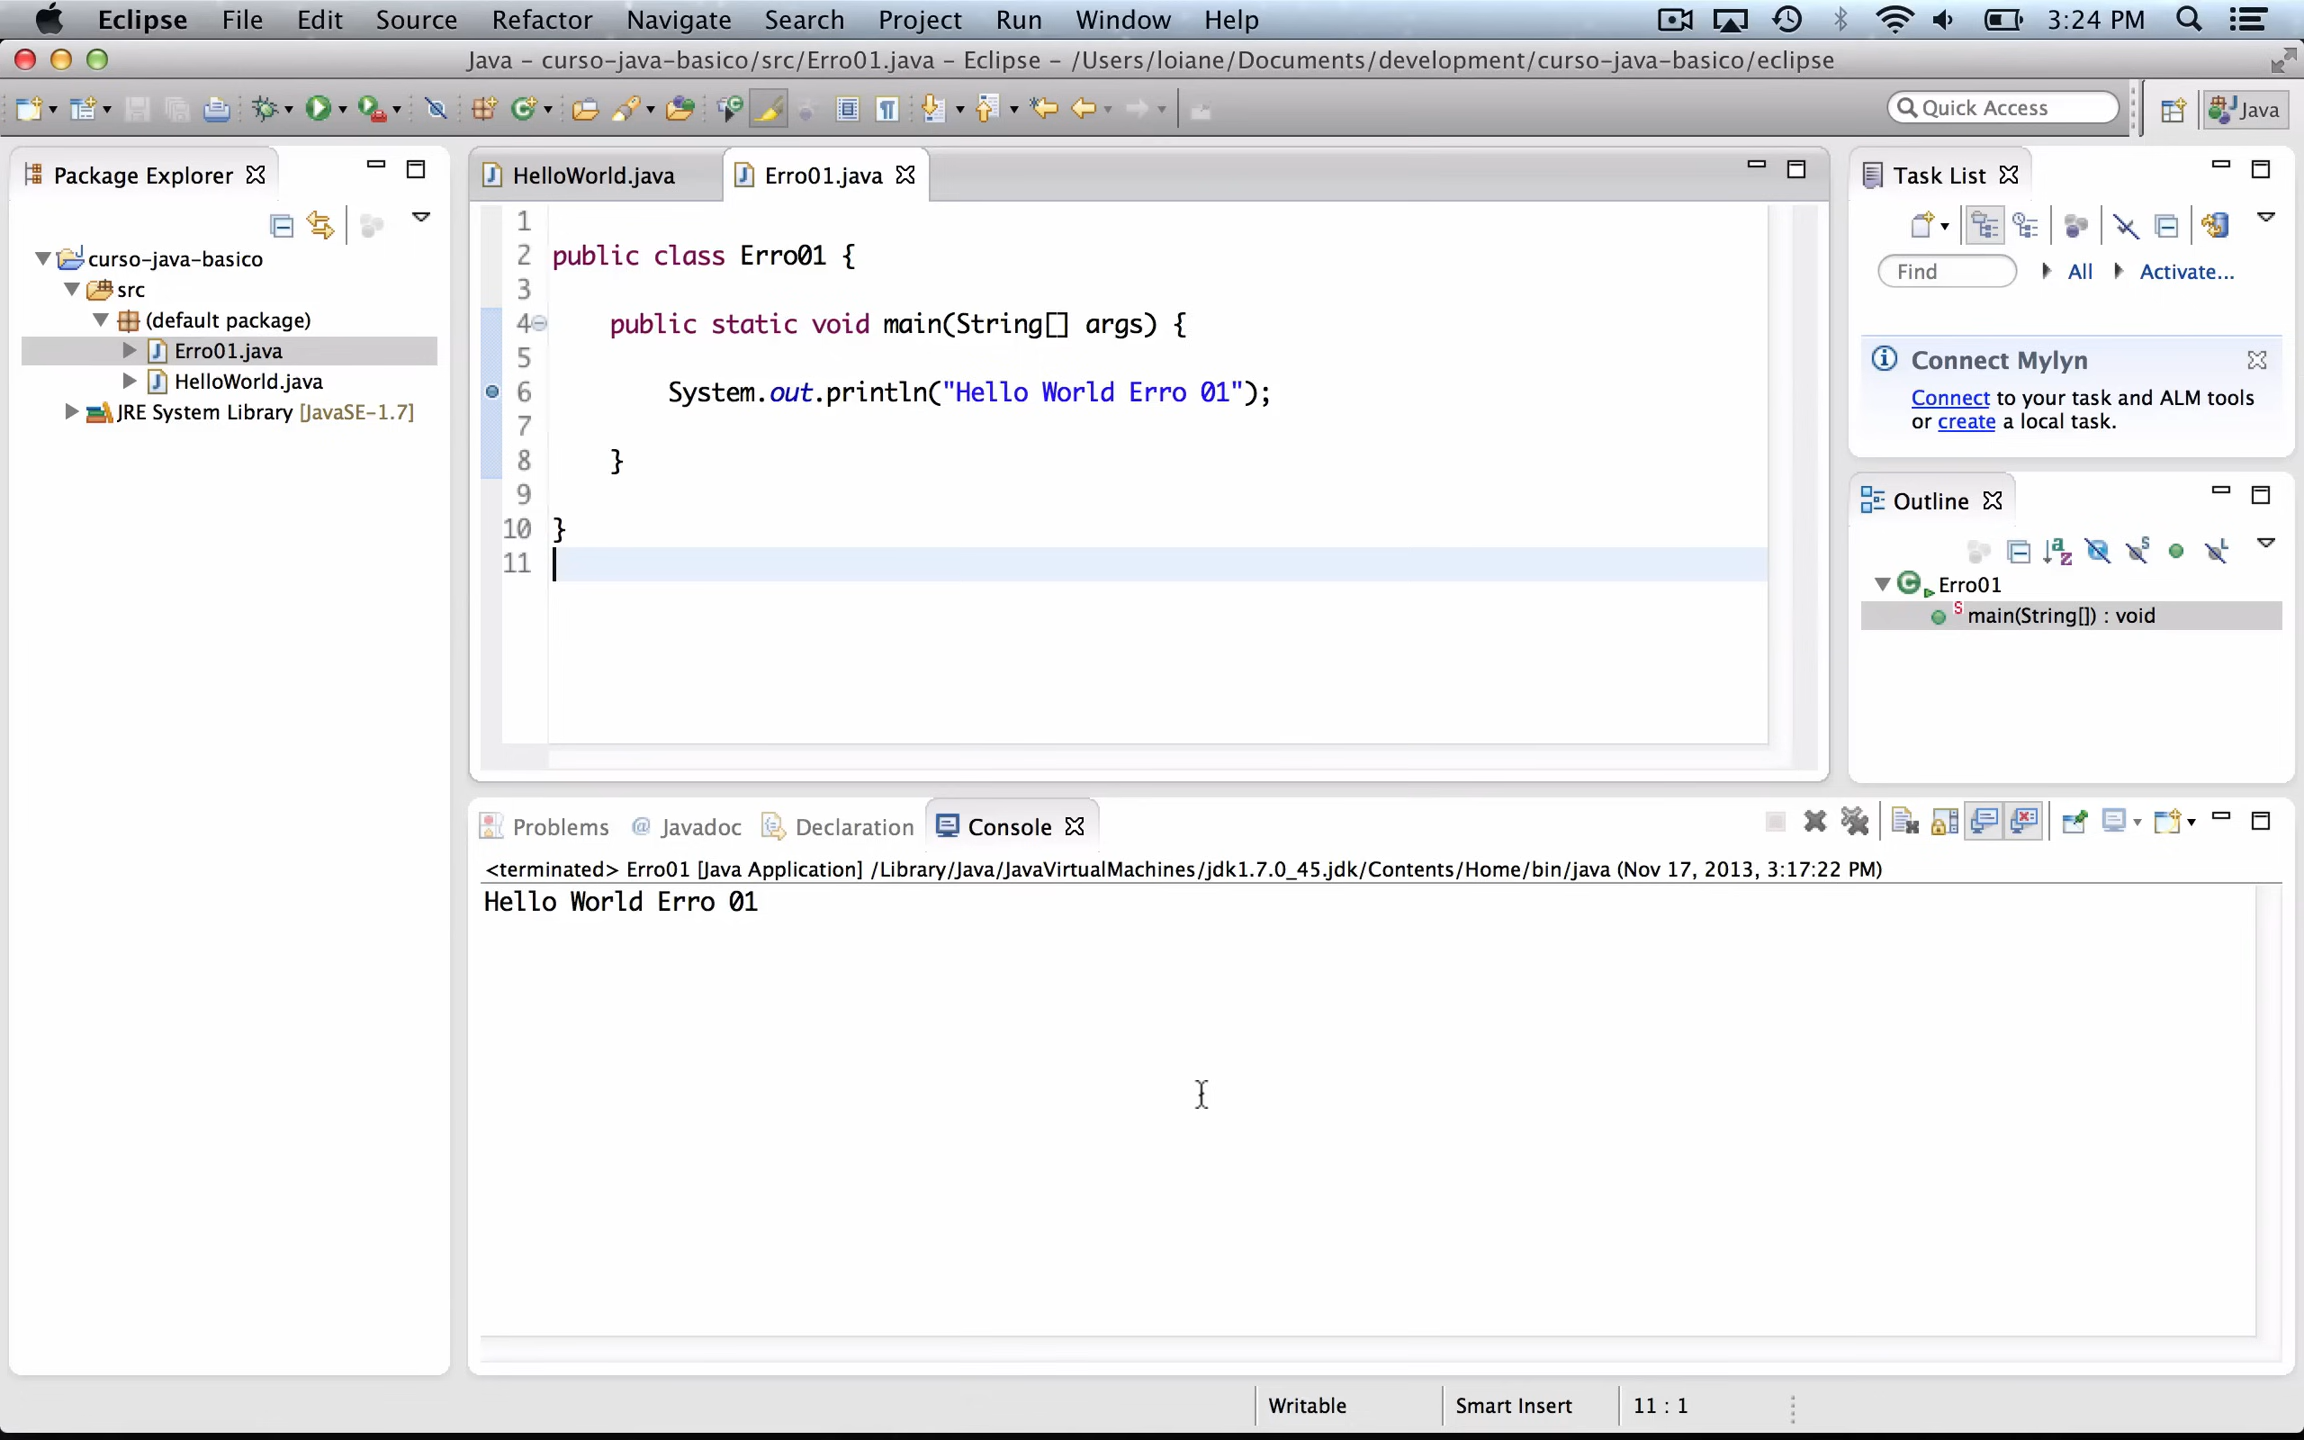 Eclipse File Edit Source Refactor Navigate Search Project Run Window Help 3:24 PM
Java – curso-java-basico/src/Erro01.java – Eclipse – /Users/loiane/Documents/development/curso-java-basico/eclipse
Quick Access
Java
Package Explorer
curso-java-basico
src
(default package)
Erro01.java
HelloWorld.java
JRE System Library [JavaSE-1.7]
HelloWorld.java Erro01.java
1
2 public class Erro01 {
3
4 public static void main(String[] args) {
5
6 System.out.println("Hello World Erro 01");
7
8 }
9
10 }
11
Task List
Find All Activate...
Connect Mylyn
Connect to your task and ALM tools
or create a local task.
Outline
Erro01
main(String[]) : void
Problems @ Javadoc Declaration Console
<terminated> Erro01 [Java Application] /Library/Java/JavaVirtualMachines/jdk1.7.0_45.jdk/Contents/Home/bin/java (Nov 17, 2013, 3:17:22 PM)
Hello World Erro 01
Writable Smart Insert 11 : 1